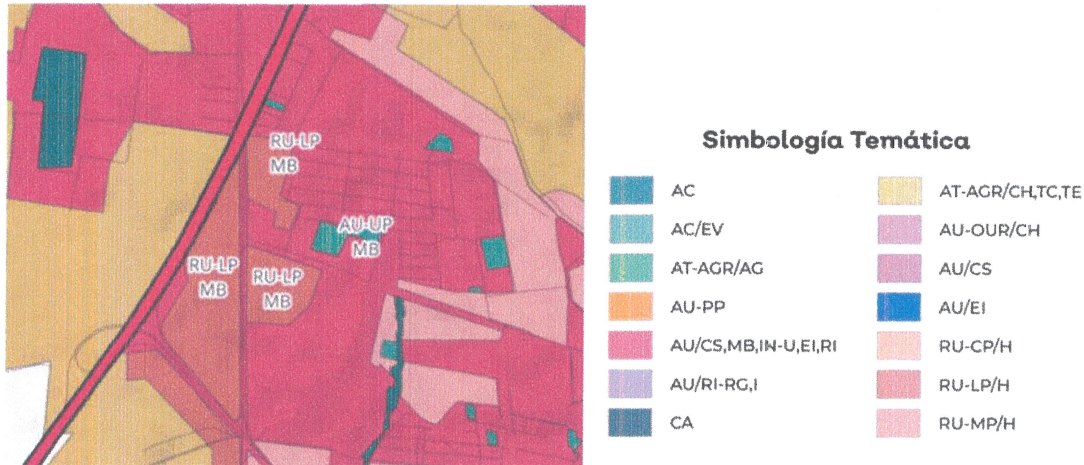 RU-LP
MB
AU-UP
MB
RU-LP
MB
RU-LP
MB
Simbología Temática
AC
AC/EV
AT-AGR/AG
AU-PP
AU/CS,MB,IN-U,EI,RI
AU/RI-RG,I
CA
AT-AGR/CH,TC,TE
AU-OUR/CH
AU/CS
AU/EI
RU-CP/H
RU-LP/H
RU-MP/H